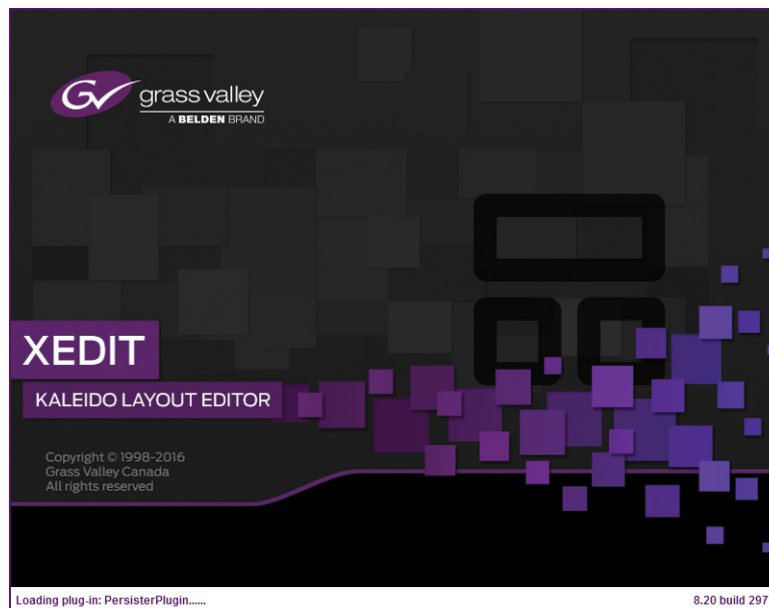 GV grass valley
A BELDEN BRAND
XEDIT
KALEIDO LAYOUT EDITOR
Copyright © 1998-2016
Grass Valley Canada
All rights reserved
Loading plug-in: PersisterPlugin...... 8.20 build 297